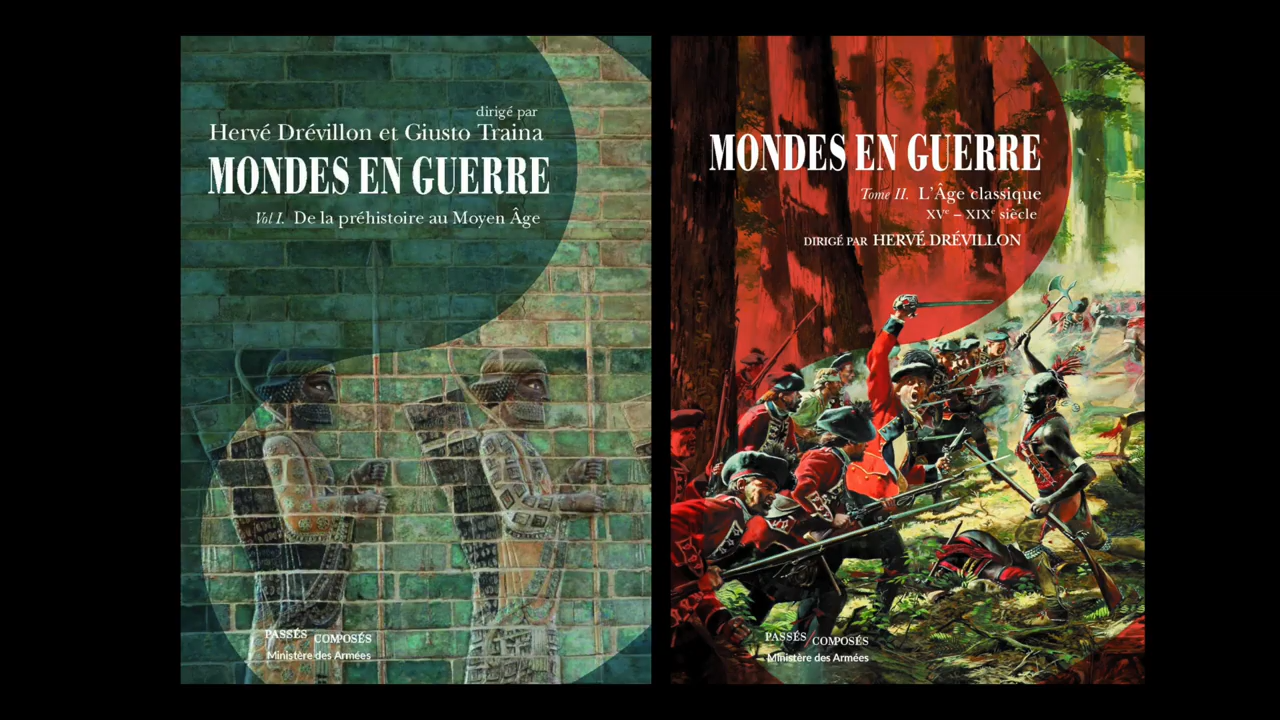 dirigé par
Hervé Drévillon et Giusto Traina
MONDES EN GUERRE
Vol I. De la préhistoire au Moyen Âge
PASSÉS COMPOSÉS
Ministère des Armées
MONDES EN GUERRE
Tome II. L'Âge classique
XVe – XIXe siècle
DIRIGÉ PAR HERVÉ DRÉVILLON
PASSÉS COMPOSÉS
Ministère des Armées